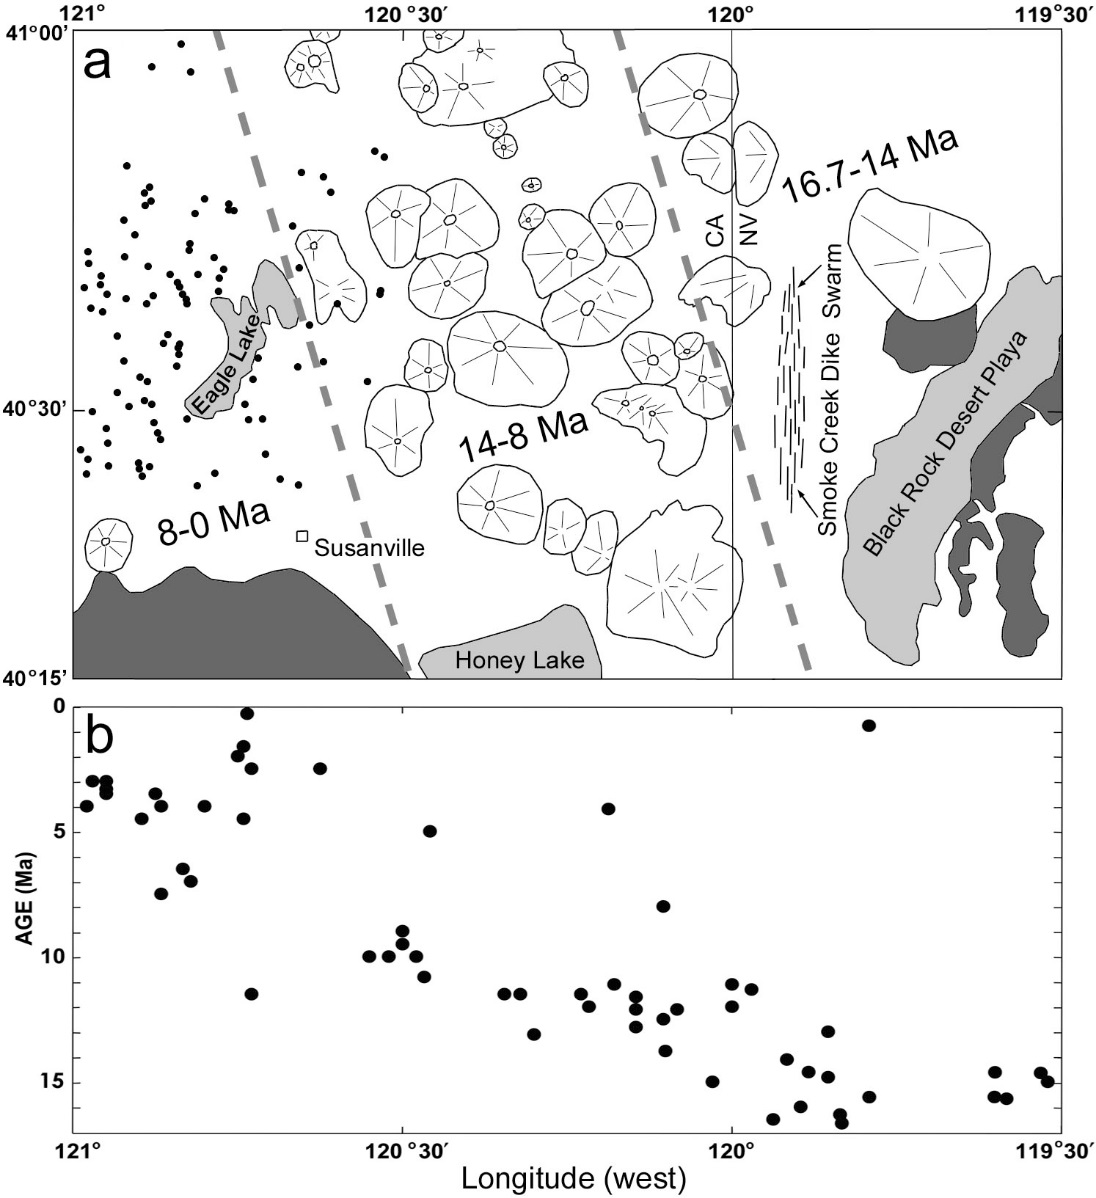 121°
120°30′
120°
119°30′
41°00′
a
16.7-14 Ma
CA
NV
Smoke Creek Dike Swarm
Eagle Lake
Black Rock Desert Playa
40°30′
14-8 Ma
8-0 Ma
Susanville
Honey Lake
40°15′
0
b
5
AGE (Ma)
10
15
121°
120°30′
120°
119°30′
Longitude (west)